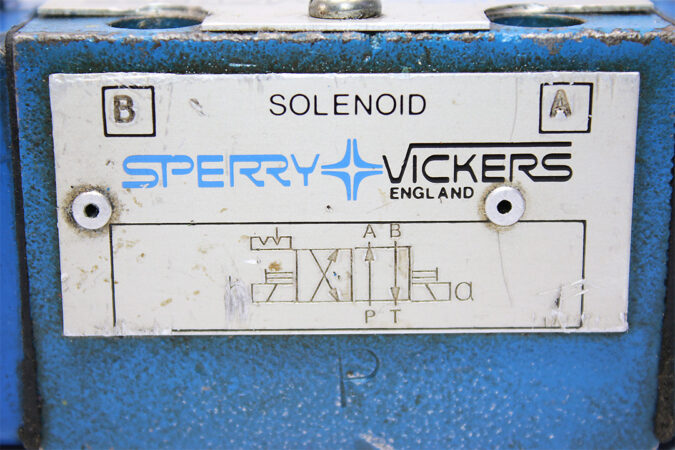 B SOLENOID A
SPERRY VICKERS
ENGLAND
A B
a
P T
P